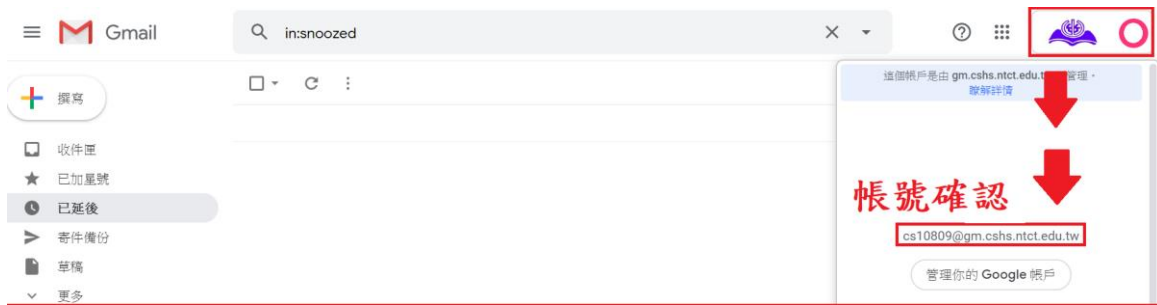 Gmail
in:snoozed
撰寫
收件匣
已加星號
已延後
寄件備份
草稿
更多
這個帳戶是由 gm.cshs.ntct.edu.t 管理。
瞭解詳情
帳號確認
cs10809@gm.cshs.ntct.edu.tw
管理你的 Google 帳戶